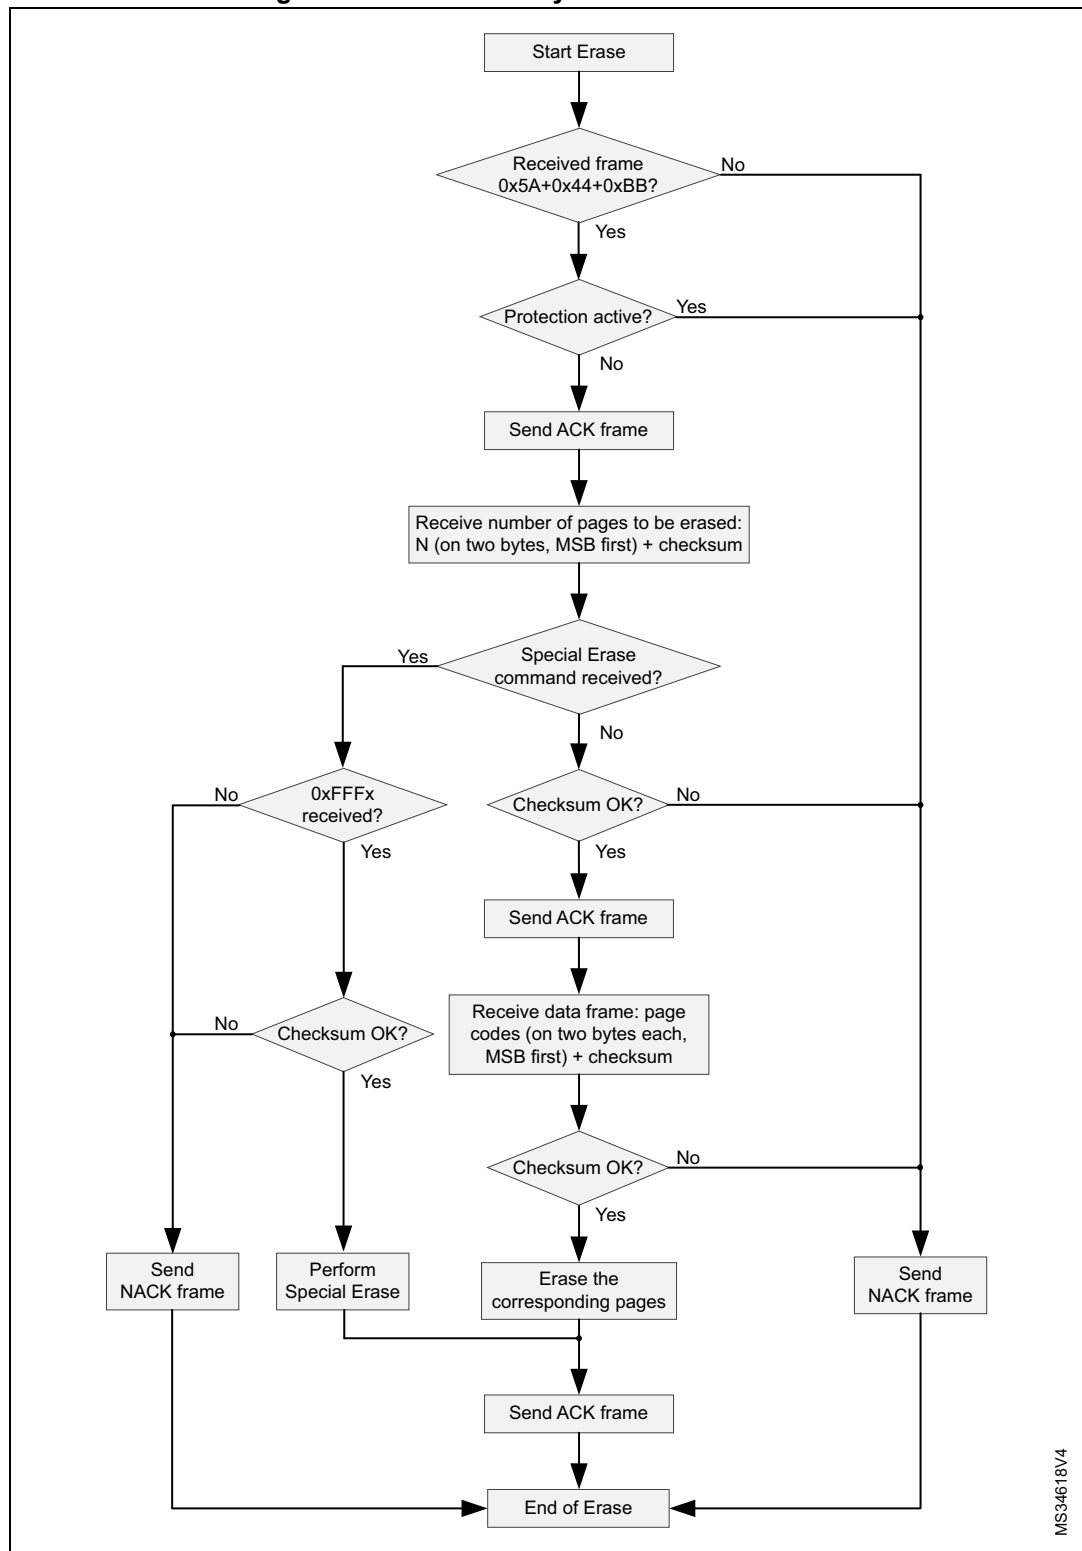 Start Erase
Received frame
0x5A+0x44+0xBB?
No
Yes
Protection active?
Yes
No
Send ACK frame
Receive number of pages to be erased:
N (on two bytes, MSB first) + checksum
Yes
Special Erase
command received?
No
No
0xFFFx
received?
Yes
Checksum OK?
No
Yes
Send ACK frame
No
Checksum OK?
Yes
Receive data frame: page
codes (on two bytes each,
MSB first) + checksum
Checksum OK?
No
Yes
Send
NACK frame
Perform
Special Erase
Erase the
corresponding pages
Send
NACK frame
Send ACK frame
End of Erase
MS34618V4